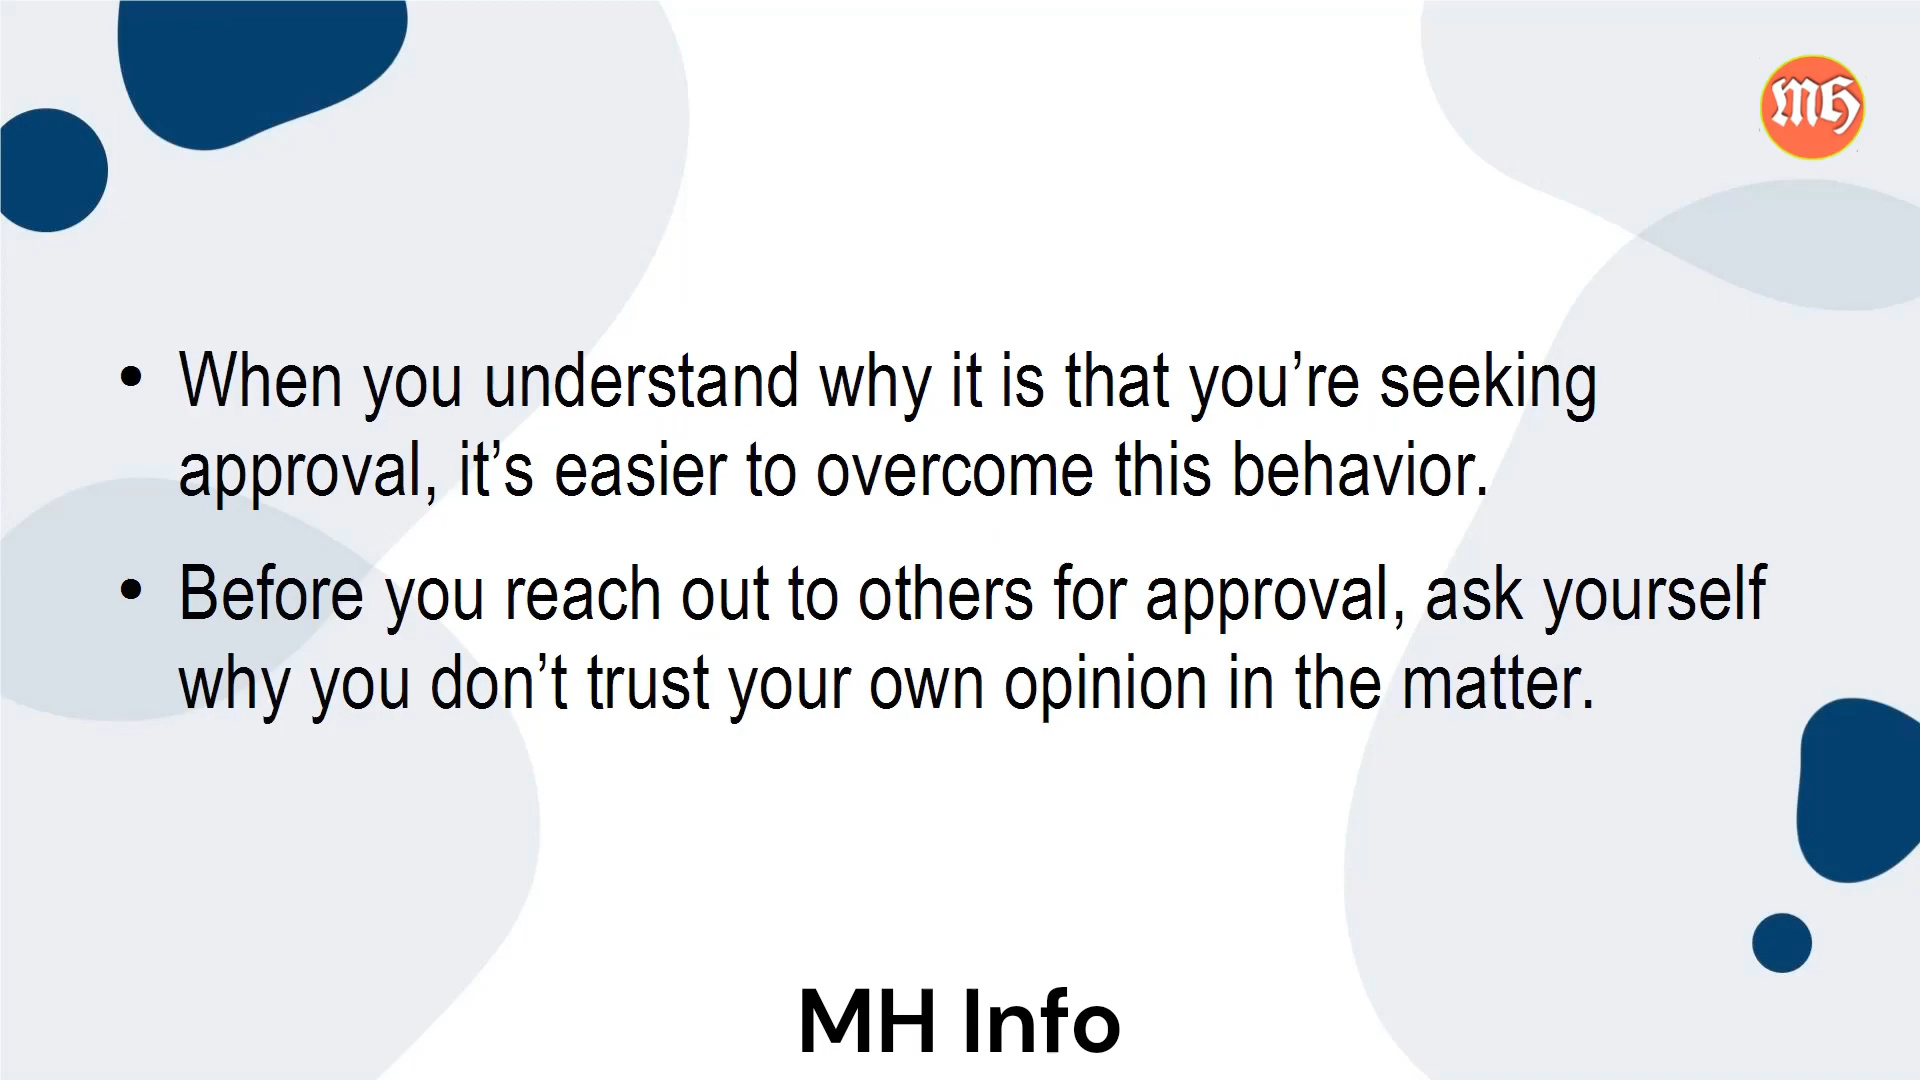 MH
• When you understand why it is that you’re seeking
approval, it’s easier to overcome this behavior.
• Before you reach out to others for approval, ask yourself
why you don’t trust your own opinion in the matter.
MH Info